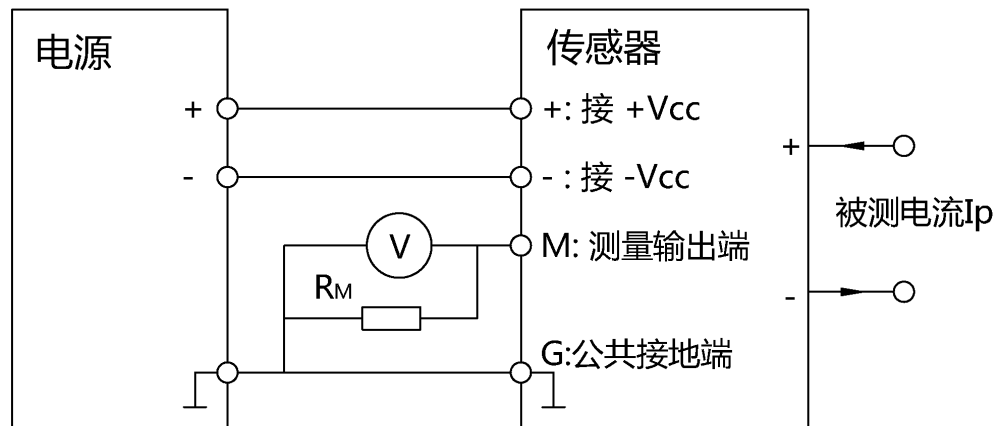 电源
传感器
+
+: 接 +Vcc
+
-
- : 接 -Vcc
被测电流Ip
V
M: 测量输出端
RM
-
G:公共接地端